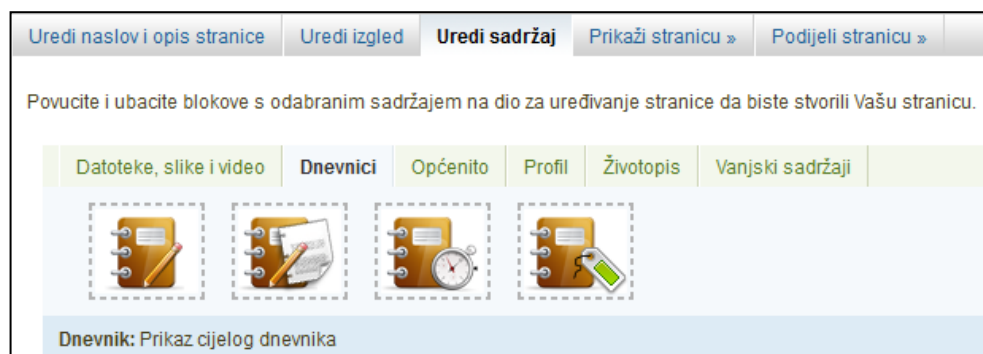 Uredi naslov i opis stranice Uredi izgled Uredi sadržaj Prikaži stranicu » Podijeli stranicu »
Povucite i ubacite blokove s odabranim sadržajem na dio za uređivanje stranice da biste stvorili Vašu stranicu.
Datoteke, slike i video Dnevnici Općenito Profil Životopis Vanjski sadržaji
Dnevnik: Prikaz cijelog dnevnika